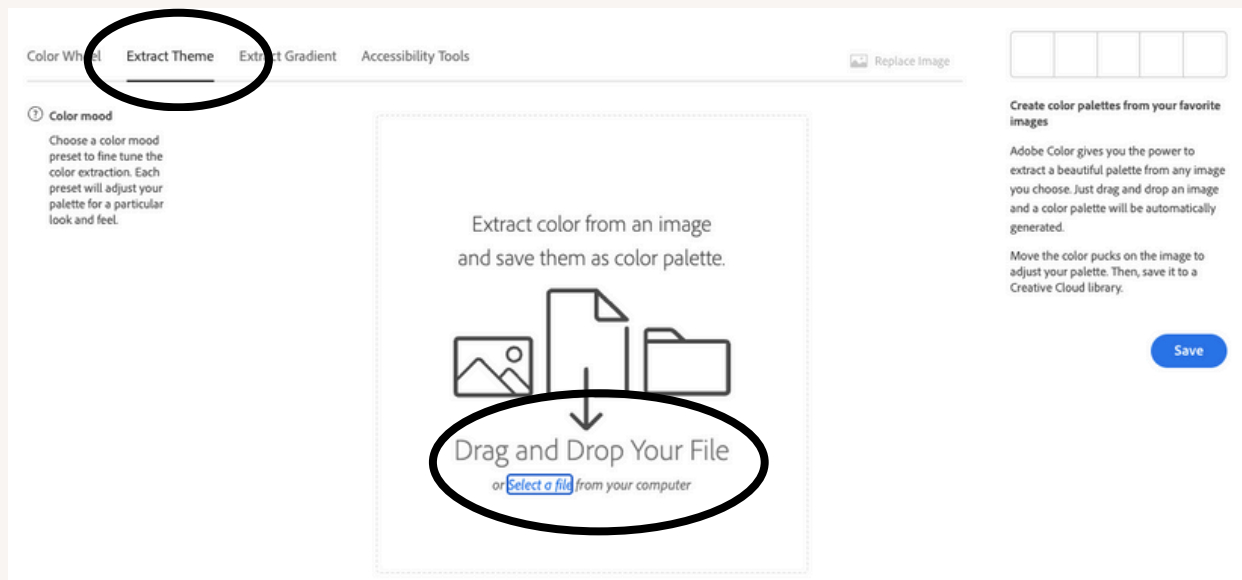 Color Wheel Extract Theme Extract Gradient Accessibility Tools
Replace Image
? Color mood
Choose a color mood
preset to fine tune the
color extraction. Each
preset will adjust your
palette for a particular
look and feel.
Extract color from an image
and save them as color palette.
Drag and Drop Your File
or Select a file from your computer
Create color palettes from your favorite
images
Adobe Color gives you the power to
extract a beautiful palette from any image
you choose. Just drag and drop an image
and a color palette will be automatically
generated.
Move the color pucks on the image to
adjust your palette. Then, save it to a
Creative Cloud library.
Save